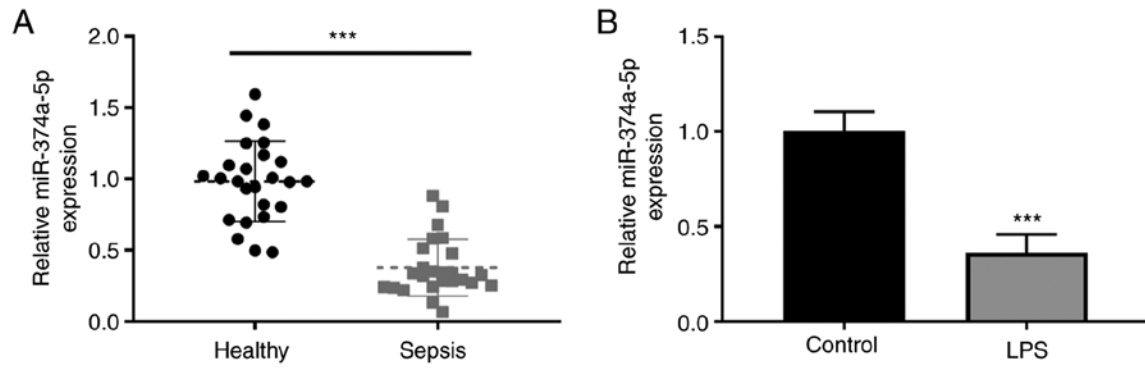 A
Relative miR-374a-5p
expression
2.0
1.5
1.0
0.5
0.0
***
Healthy
Sepsis
B
Relative miR-374a-5p
expression
1.5
1.0
0.5
0.0
***
Control
LPS